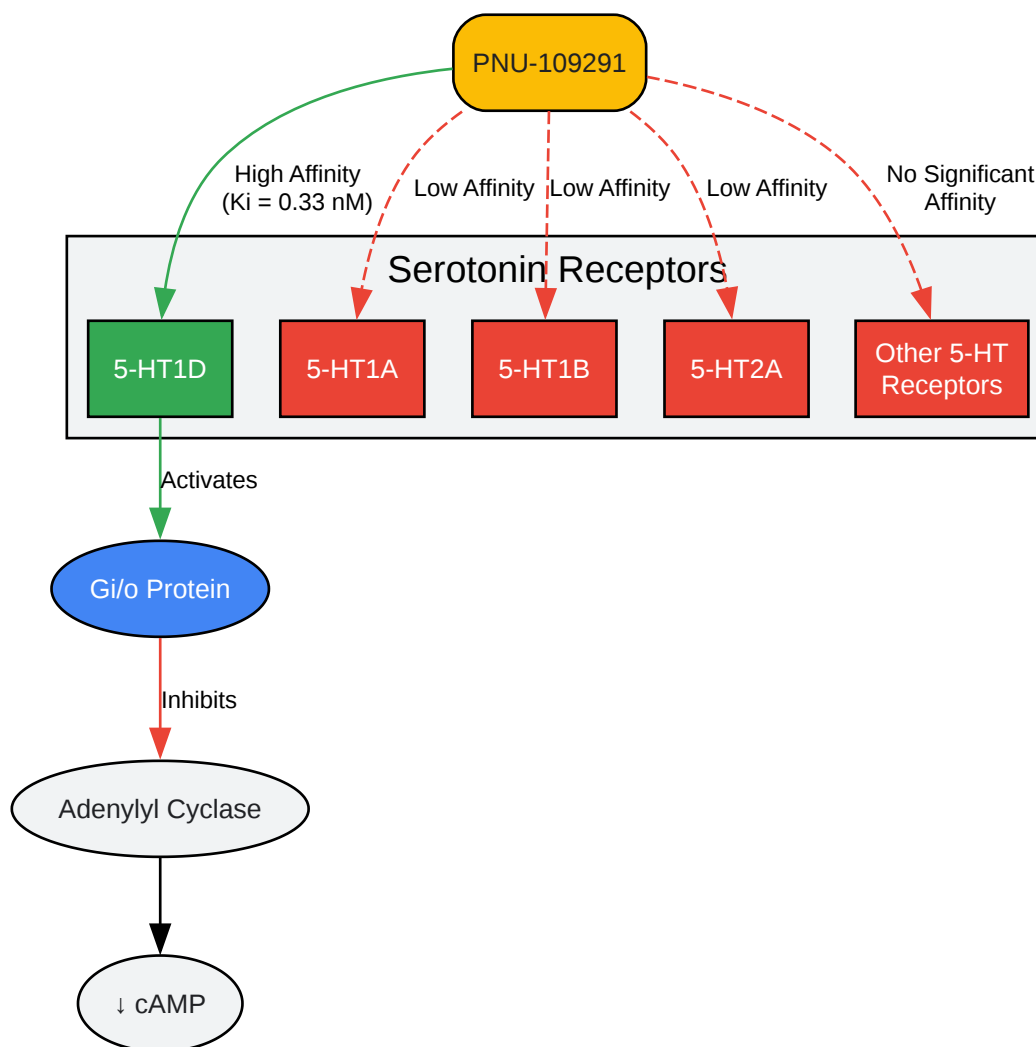 PNU-109291
High Affinity
(Ki = 0.33 nM)
Low Affinity
Low Affinity
Low Affinity
No Significant
Affinity
Serotonin Receptors
5-HT1D
5-HT1A
5-HT1B
5-HT2A
Other 5-HT
Receptors
Activates
Gi/o Protein
Inhibits
Adenylyl Cyclase
↓ cAMP